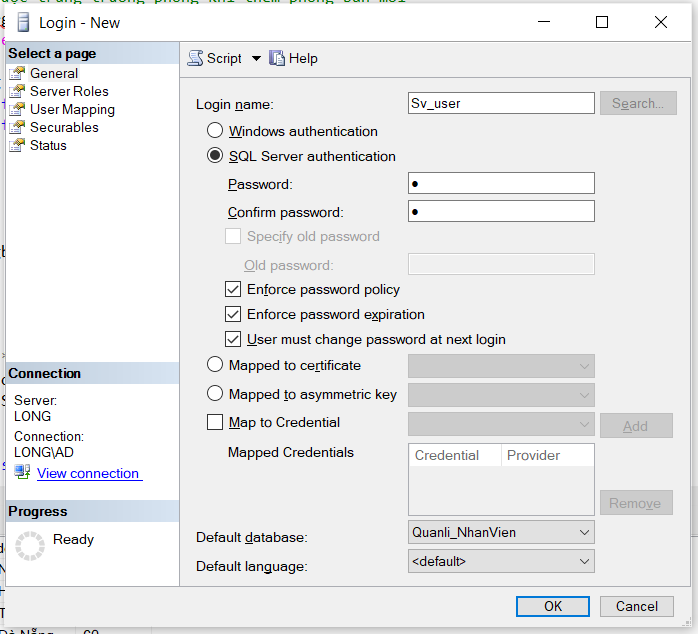 Login - New
Select a page
General
Server Roles
User Mapping
Securables
Status
Connection
Server:
LONG
Connection:
LONG\AD
View connection
Progress
Ready
Script
Help
Login name:
Sv_user
Search...
Windows authentication
SQL Server authentication
Password:
●
Confirm password:
●
Specify old password
Old password:
Enforce password policy
Enforce password expiration
User must change password at next login
Mapped to certificate
Mapped to asymmetric key
Map to Credential
Add
Mapped Credentials
Credential Provider
Remove
Default database:
Quanli_NhanVien
Default language:
<default>
OK
Cancel